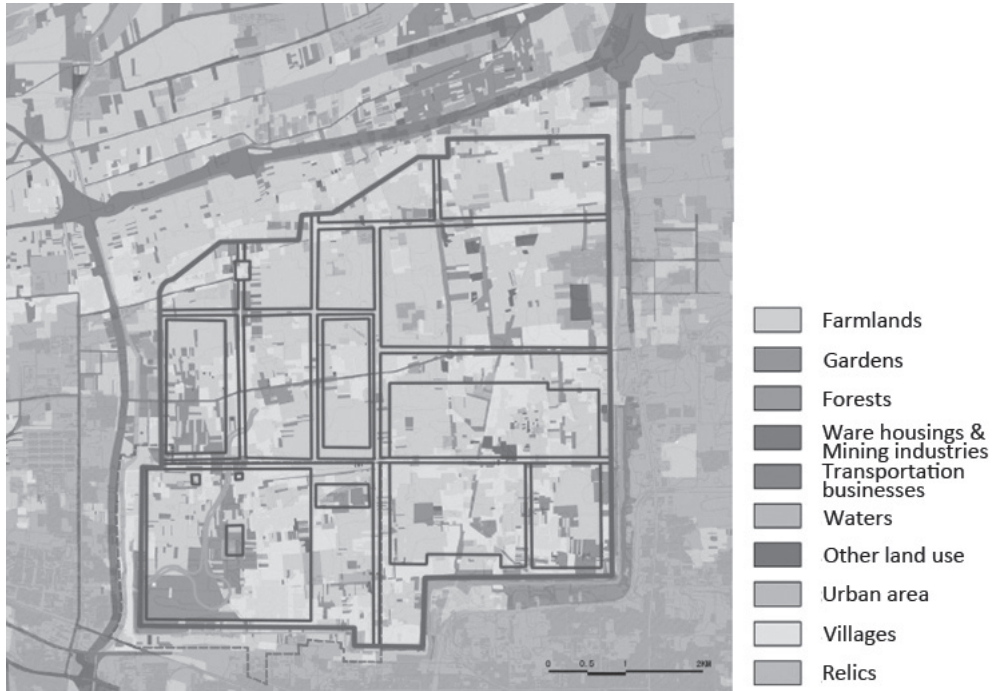 Farmlands
Gardens
Forests
Ware housings &
Mining industries
Transportation
businesses
Waters
Other land use
Urban area
Villages
Relics
0 0.5 1 2KM